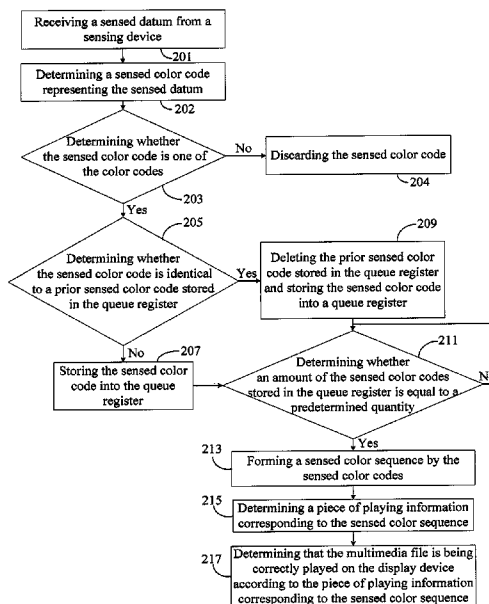 Receiving a sensed datum from a
sensing device
201
Determining a sensed color code
representing the sensed datum
202
Determining whether
the sensed color code is one of
the color codes
203
No
Discarding the sensed color code
204
Yes
205
Determining whether
the sensed color code is identical
to a prior sensed color code stored
in the queue register
Yes
209
Deleting the prior sensed color
code stored in the queue register
and storing the sensed color code
into a queue register
No
207
Storing the sensed color
code into the queue
register
211
Determining whether
an amount of the sensed color codes
stored in the queue register is equal to a
predetermined quantity
Yes
213
Forming a sensed color sequence by the
sensed color codes
215
Determining a piece of playing information
corresponding to the sensed color sequence
217
Determining that the multimedia file is being
correctly played on the display device
according to the piece of playing information
corresponding to the sensed color sequence